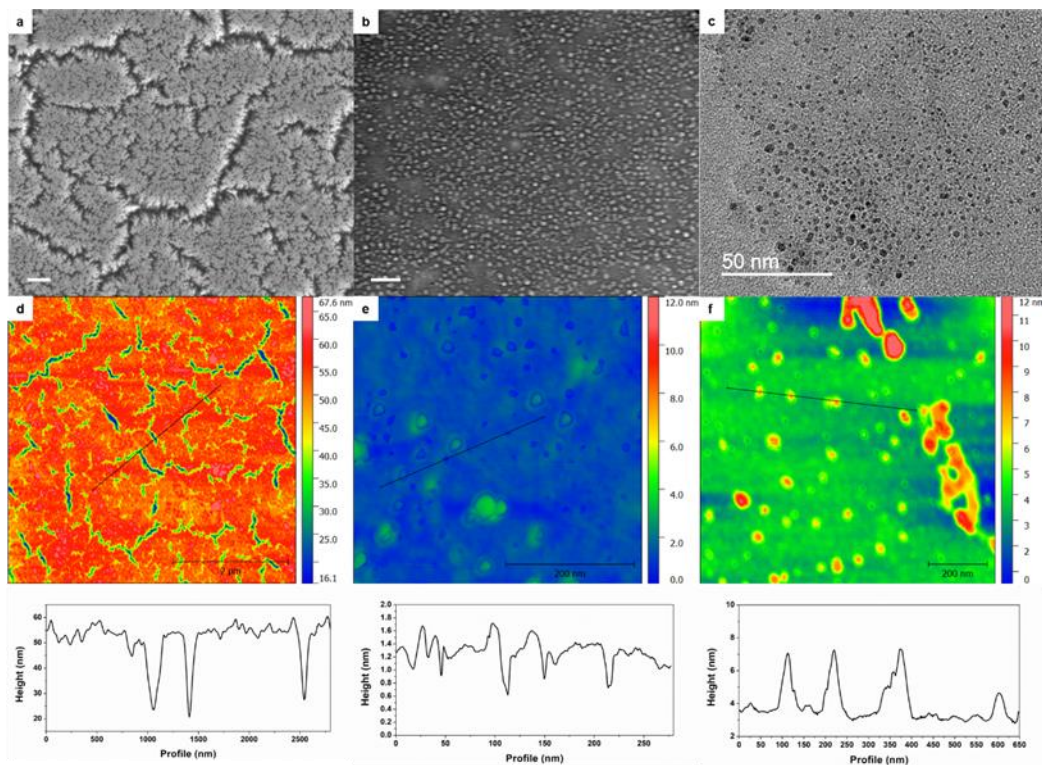 a
b
c
50 nm
d
67.6 nm
65.0
60.0
55.0
50.0
45.0
40.0
35.0
30.0
25.0
16.1
2 µm
e
12.0 nm
10.0
8.0
6.0
4.0
2.0
0.0
200 nm
f
12 nm
11
10
9
8
7
6
5
4
3
2
1
0
200 nm
60
50
40
30
20
Height (nm)
0 500 1000 1500 2000 2500
Profile (nm)
2.0
1.8
1.6
1.4
1.2
1.0
0.8
0.6
0.4
0.2
0.0
Height (nm)
0 50 100 150 200 250
Profile (nm)
10
8
6
4
2
Height (nm)
0 50 100 150 200 250 300 350 400 450 500 550 600 650
Profile (nm)